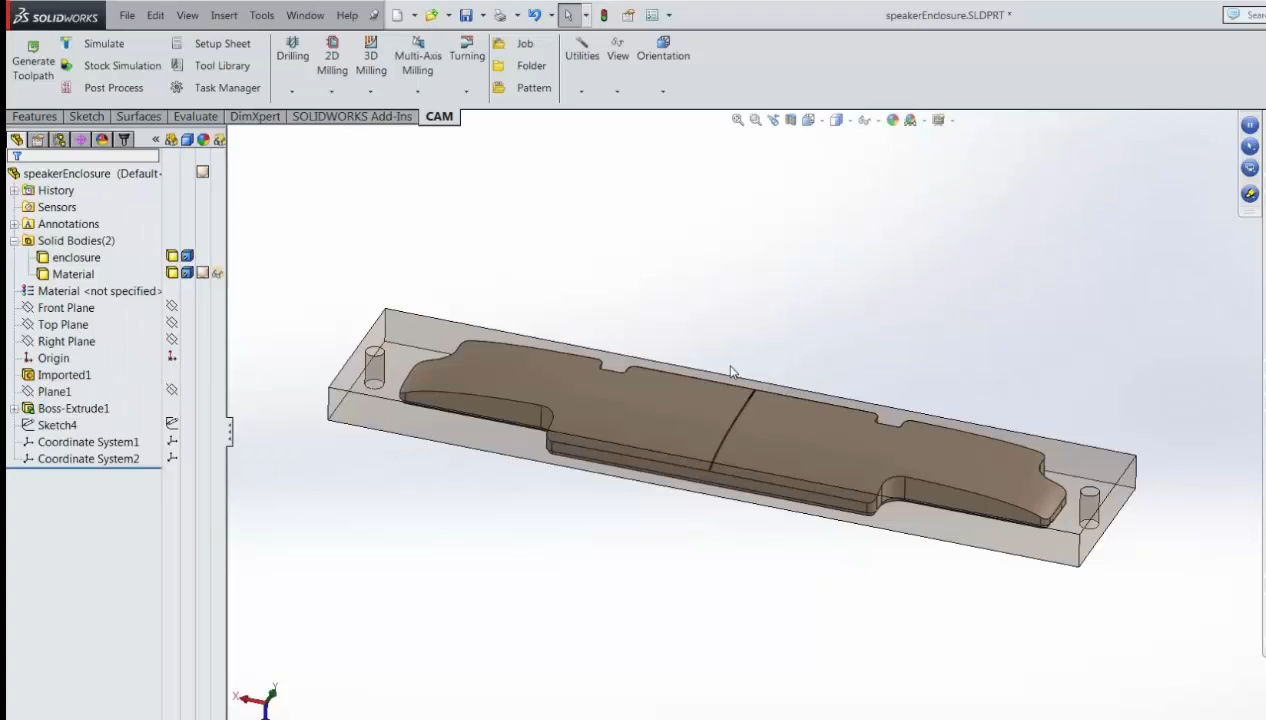 SOLIDWORKS File Edit View Insert Tools Window Help speakerEnclosure.SLDPRT *
Generate Toolpath
Simulate
Stock Simulation
Post Process
Setup Sheet
Tool Library
Task Manager
Drilling
2D Milling
3D Milling
Multi-Axis Milling
Turning
Job
Folder
Pattern
Utilities
View
Orientation
Features Sketch Surfaces Evaluate DimXpert SOLIDWORKS Add-Ins CAM
speakerEnclosure (Default
History
Sensors
Annotations
Solid Bodies(2)
enclosure
Material
Material <not specified>
Front Plane
Top Plane
Right Plane
Origin
Imported1
Plane1
Boss-Extrude1
Sketch4
Coordinate System1
Coordinate System2
X Y